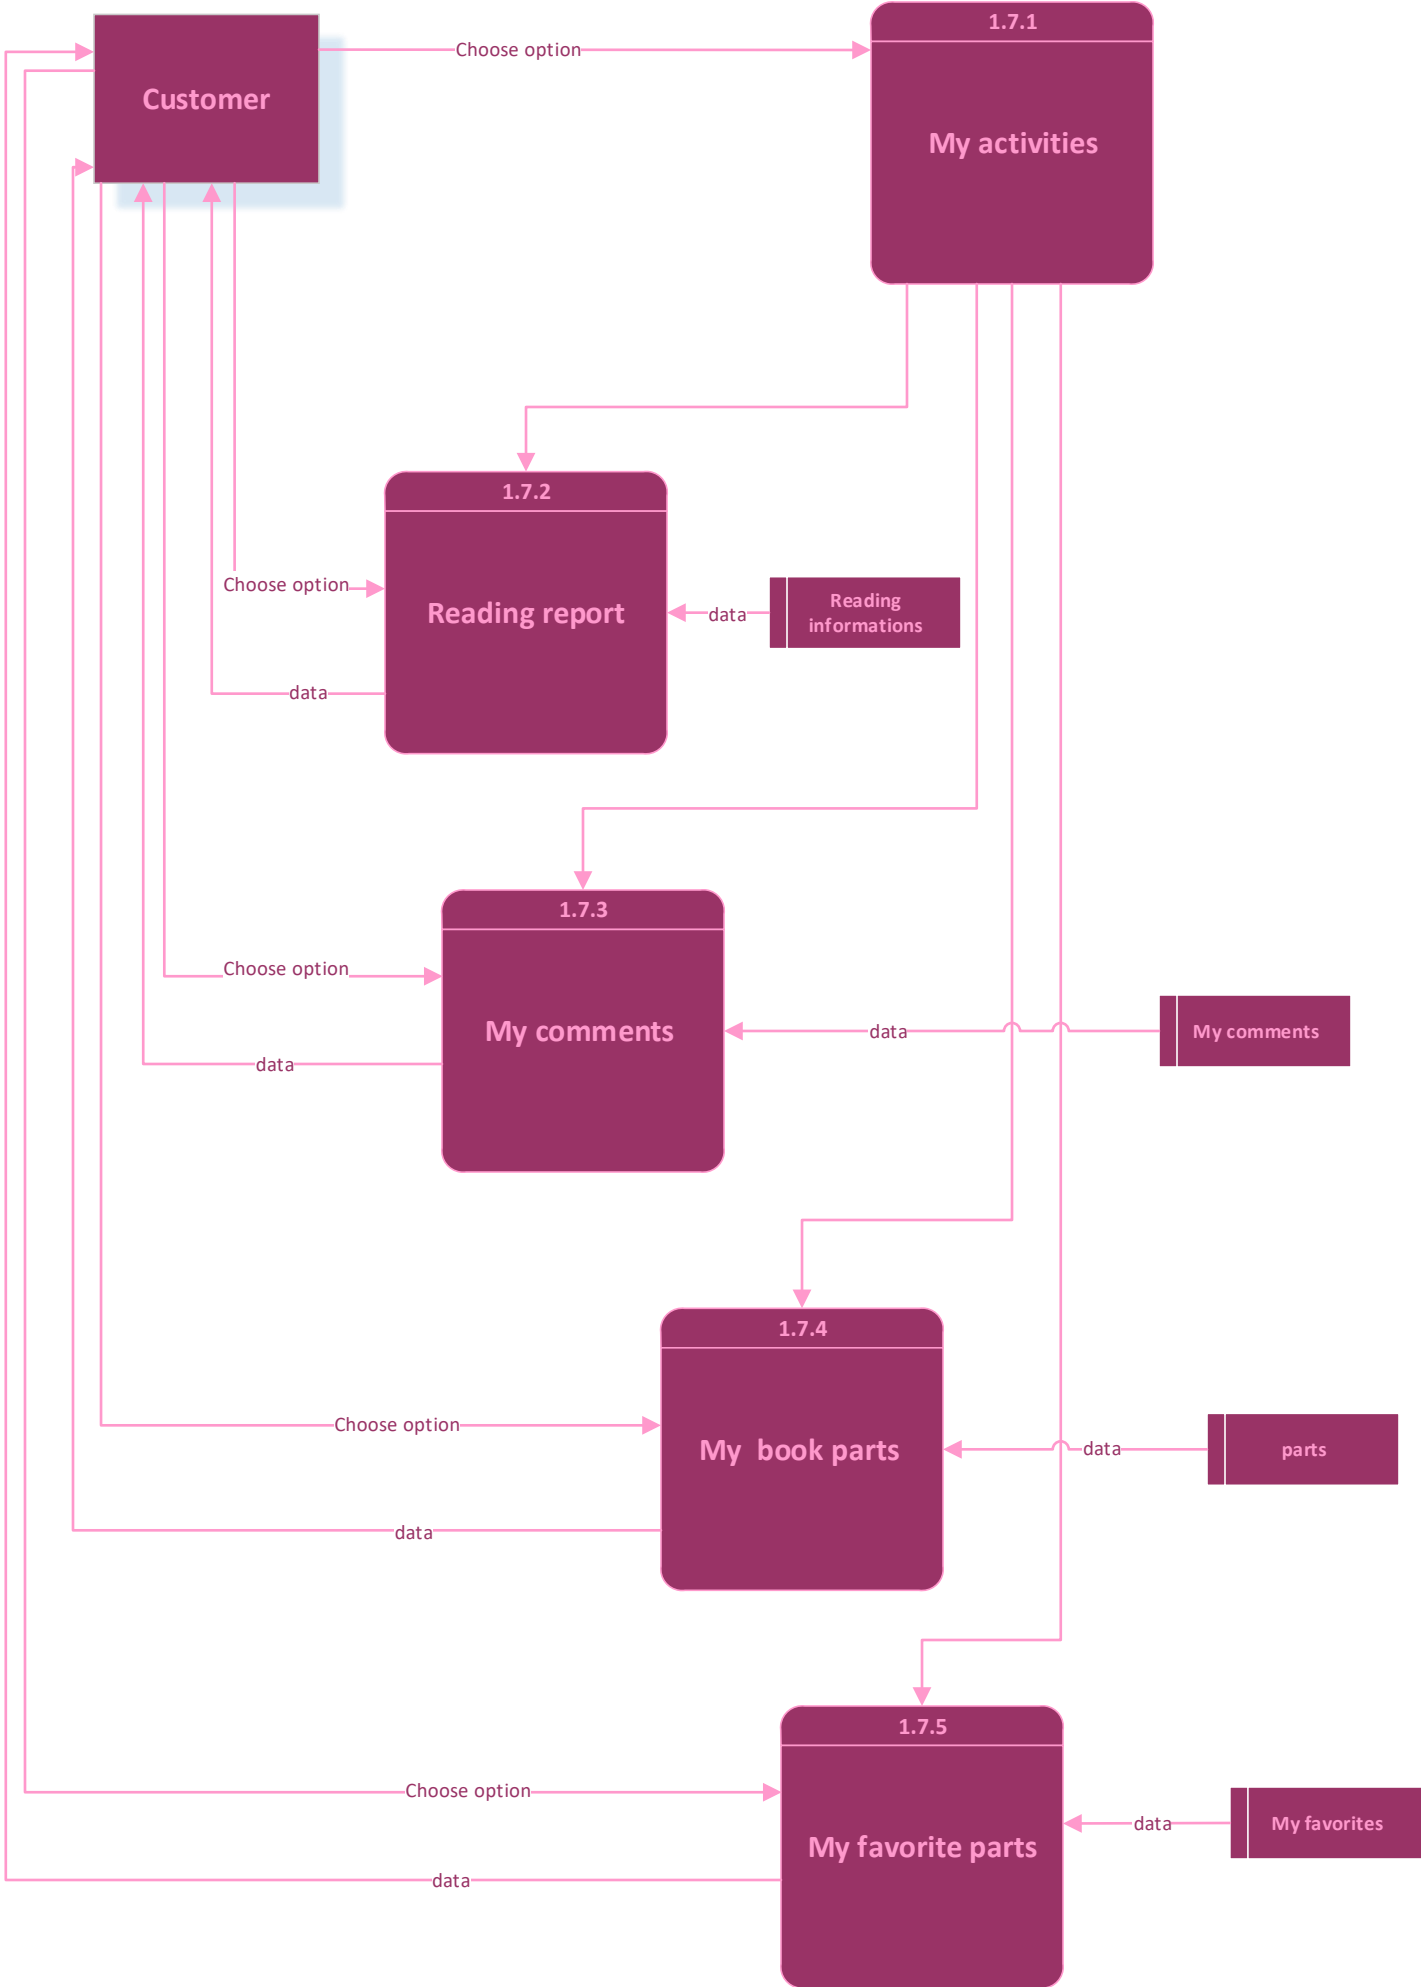 1.7.1
Choose option
Customer
My activities
1.7.2
Choose option
Reading
informations
Reading report
data
data
1.7.3
Choose option
My comments
data
My comments
data
1.7.4
Choose option
My  book parts
data
parts
data
1.7.5
Choose option
data
My favorites
My favorite parts
data